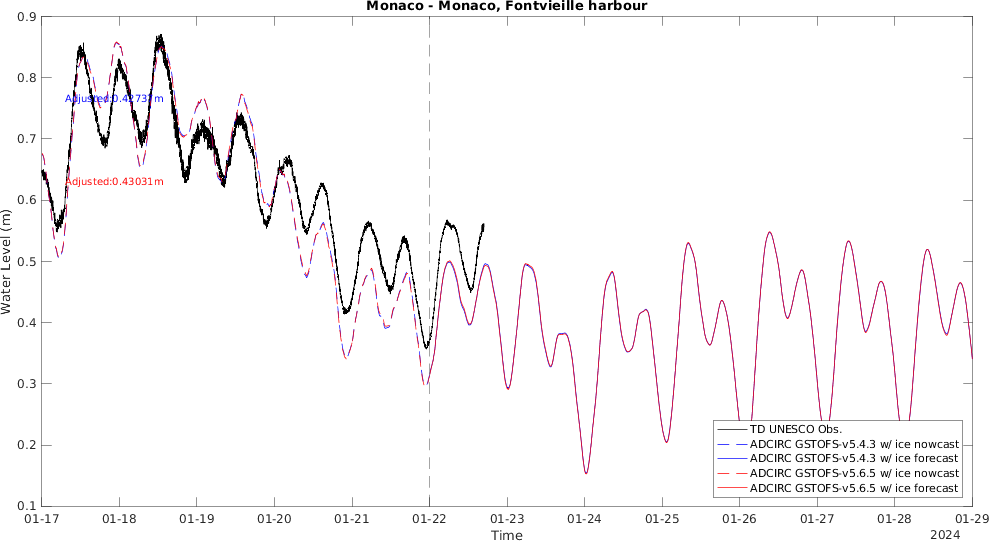 Monaco - Monaco, Fontvieille harbour
0.9
0.8
0.7
0.6
0.5
0.4
0.3
0.2
0.1
Water Level (m)
Adjusted:0.43031m
TD UNESCO Obs.
ADCIRC GSTOFS-v5.4.3 w/ ice nowcast
ADCIRC GSTOFS-v5.4.3 w/ ice forecast
ADCIRC GSTOFS-v5.6.5 w/ ice nowcast
ADCIRC GSTOFS-v5.6.5 w/ ice forecast
01-17 01-18 01-19 01-20 01-21 01-22 01-23 01-24 01-25 01-26 01-27 01-28 01-29
Time
2024